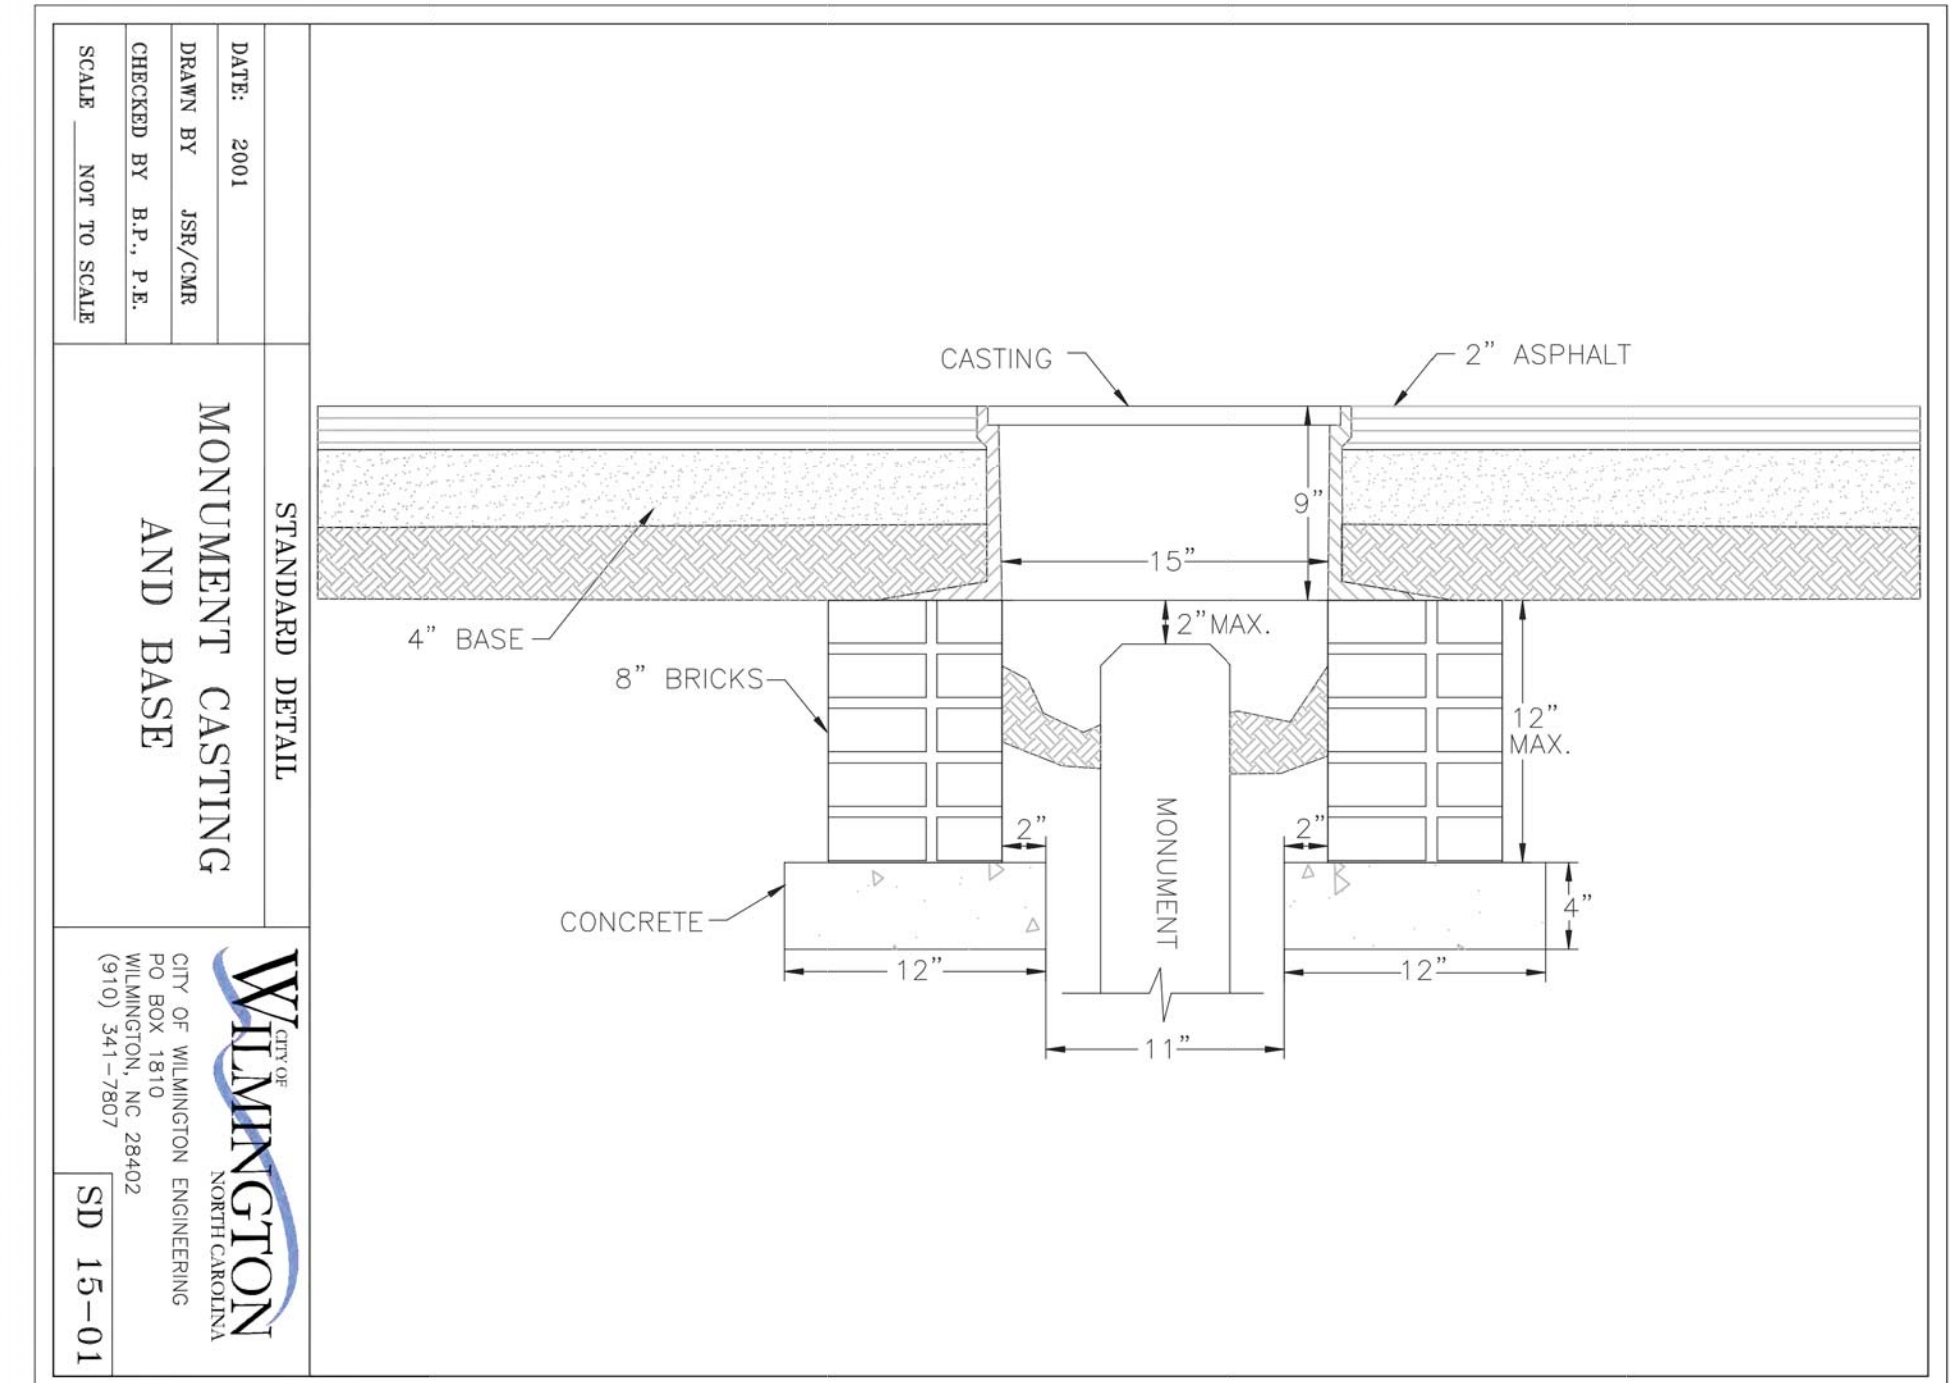 CASTING
2” ASPHALT
9”
15”
4” BASE
2”MAX.
8” BRICKS
12”
MAX.
2”
2”
MONUMENT
CONCRETE
4”
12”
12”
11”
DATE: 2001
DRAWN BY JSR/CMR
CHECKED BY B.P., P.E.
SCALE NOT TO SCALE
STANDARD DETAIL
MONUMENT CASTING
AND BASE
CITY OF
WILMINGTON
NORTH CAROLINA
CITY OF WILMINGTON ENGINEERING
PO BOX 1810
WILMINGTON, NC 28402
(910) 341-7807
SD 15-01